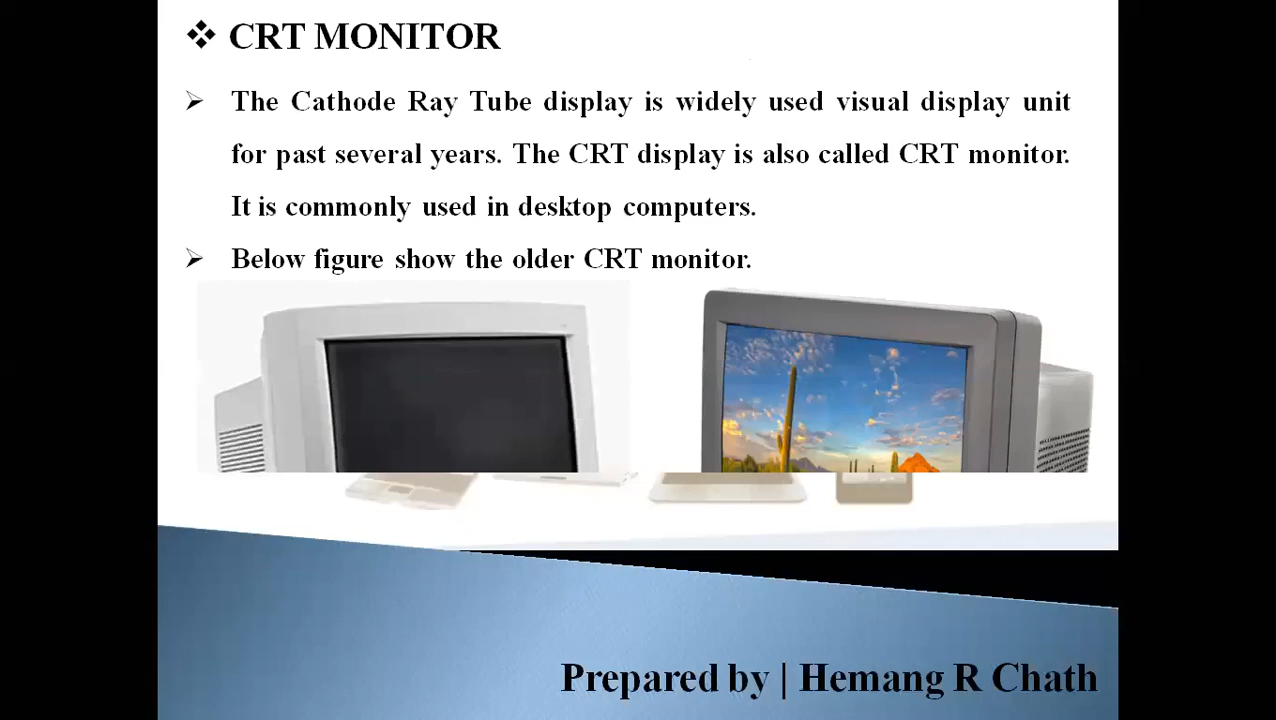 ❖ CRT MONITOR
➢ The Cathode Ray Tube display is widely used visual display unit
for past several years. The CRT display is also called CRT monitor.
It is commonly used in desktop computers.
➢ Below figure show the older CRT monitor.
Prepared by | Hemang R Chath